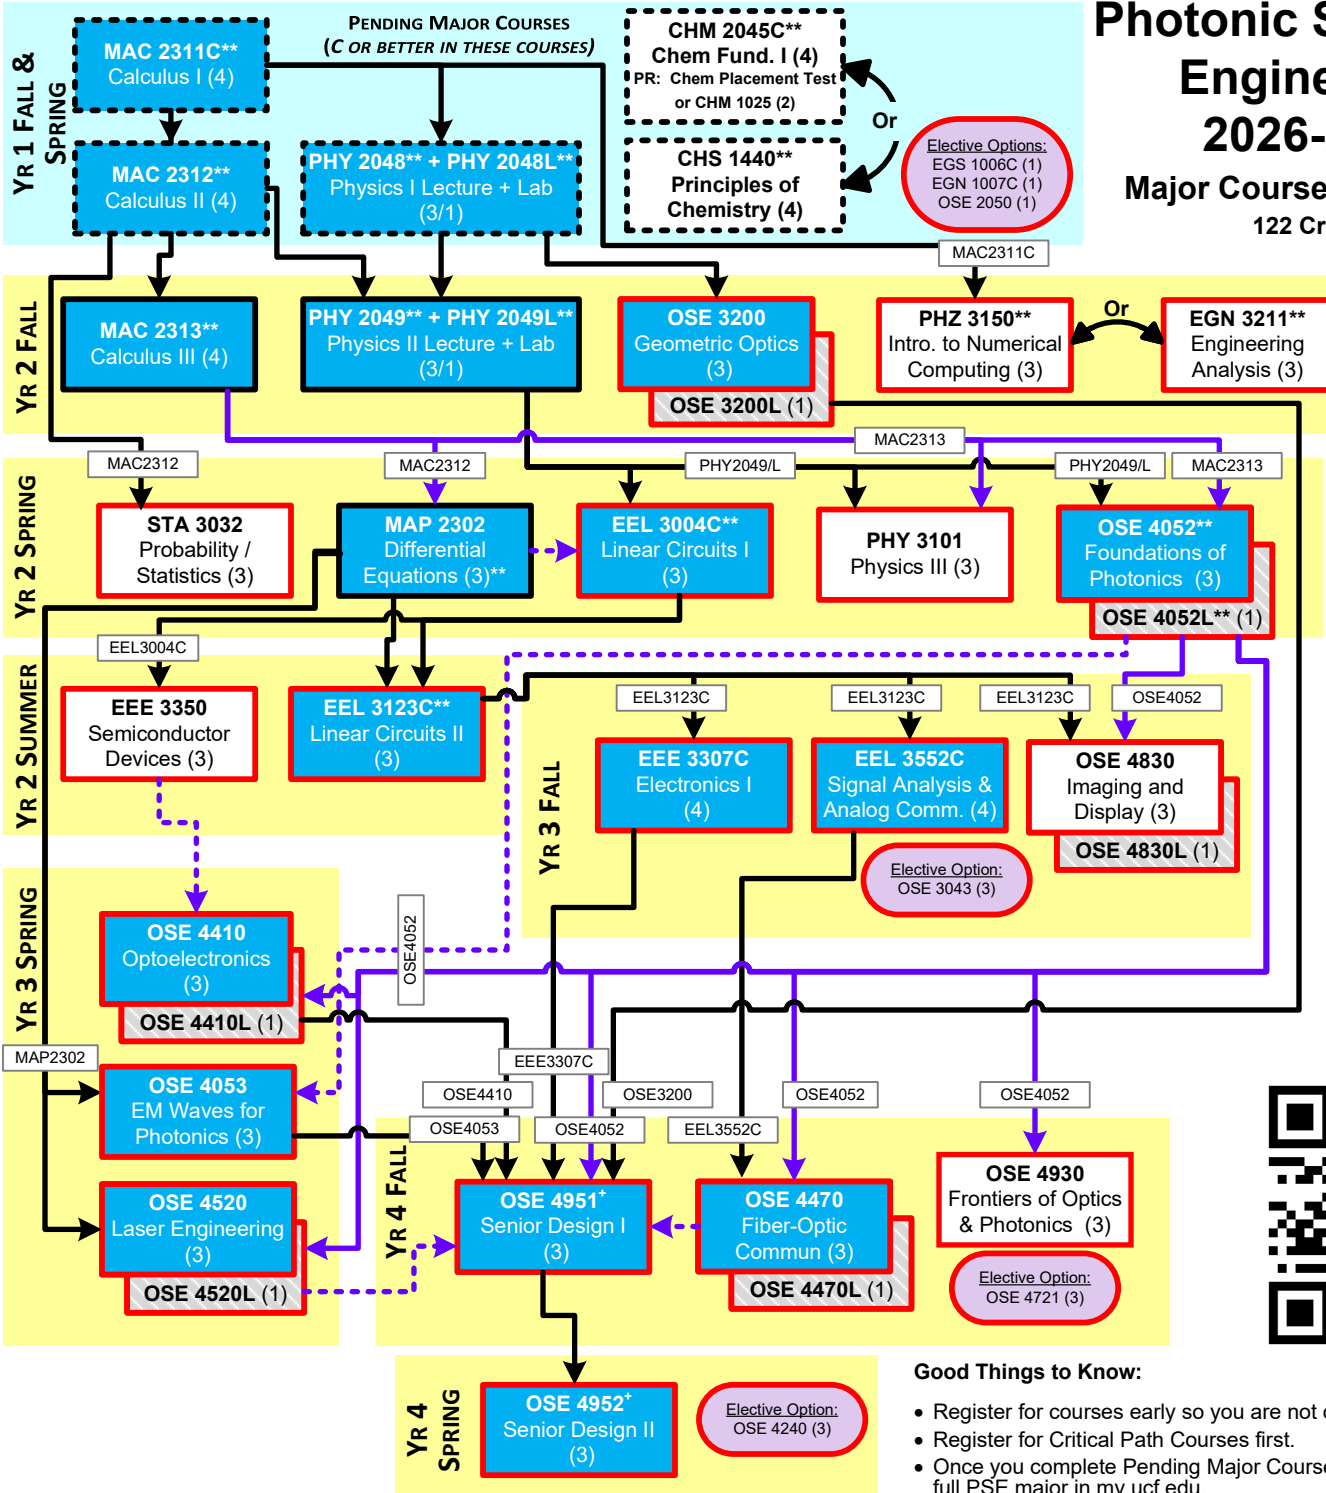 Photonic S
Engine
2026-
Major Course
122 Cr
YR 1 FALL &
SPRING
PENDING MAJOR COURSES
(C OR BETTER IN THESE COURSES)
MAC 2311C**
Calculus I (4)
CHM 2045C**
Chem Fund. I (4)
PR: Chem Placement Test
or CHM 1025 (2)
Or
MAC 2312**
Calculus II (4)
PHY 2048** + PHY 2048L**
Physics I Lecture + Lab
(3/1)
CHS 1440**
Principles of
Chemistry (4)
Elective Options:
EGS 1006C (1)
EGN 1007C (1)
OSE 2050 (1)
MAC2311C
YR 2 FALL
MAC 2313**
Calculus III (4)
PHY 2049** + PHY 2049L**
Physics II Lecture + Lab
(3/1)
OSE 3200
Geometric Optics
(3)
OSE 3200L (1)
PHZ 3150**
Intro. to Numerical
Computing (3)
Or
EGN 3211**
Engineering
Analysis (3)
MAC2312
MAC2312
MAC2313
PHY2049/L
PHY2049/L
MAC2313
YR 2 SPRING
STA 3032
Probability /
Statistics (3)
MAP 2302
Differential
Equations (3)**
EEL 3004C**
Linear Circuits I
(3)
PHY 3101
Physics III (3)
OSE 4052**
Foundations of
Photonics (3)
OSE 4052L** (1)
EEL3004C
YR 2 SUMMER
EEE 3350
Semiconductor
Devices (3)
EEL 3123C**
Linear Circuits II
(3)
EEL3123C
EEL3123C
EEL3123C
OSE4052
YR 3 FALL
EEE 3307C
Electronics I
(4)
EEL 3552C
Signal Analysis &
Analog Comm. (4)
OSE 4830
Imaging and
Display (3)
OSE 4830L (1)
Elective Option:
OSE 3043 (3)
YR 3 SPRING
OSE 4410
Optoelectronics
(3)
OSE 4410L (1)
OSE4052
MAP2302
OSE 4053
EM Waves for
Photonics (3)
OSE 4520
Laser Engineering
(3)
OSE 4520L (1)
EEE3307C
OSE4410
OSE3200
OSE4052
OSE4052
OSE4053
OSE4052
EEL3552C
YR 4 FALL
OSE 4951+
Senior Design I
(3)
OSE 4470
Fiber-Optic
Commun (3)
OSE 4470L (1)
OSE 4930
Frontiers of Optics
& Photonics (3)
Elective Option:
OSE 4721 (3)
YR 4
SPRING
OSE 4952+
Senior Design II
(3)
Elective Option:
OSE 4240 (3)
Good Things to Know:
• Register for courses early so you are not
• Register for Critical Path Courses first.
• Once you complete Pending Major Course
full PSE major in my.ucf.edu